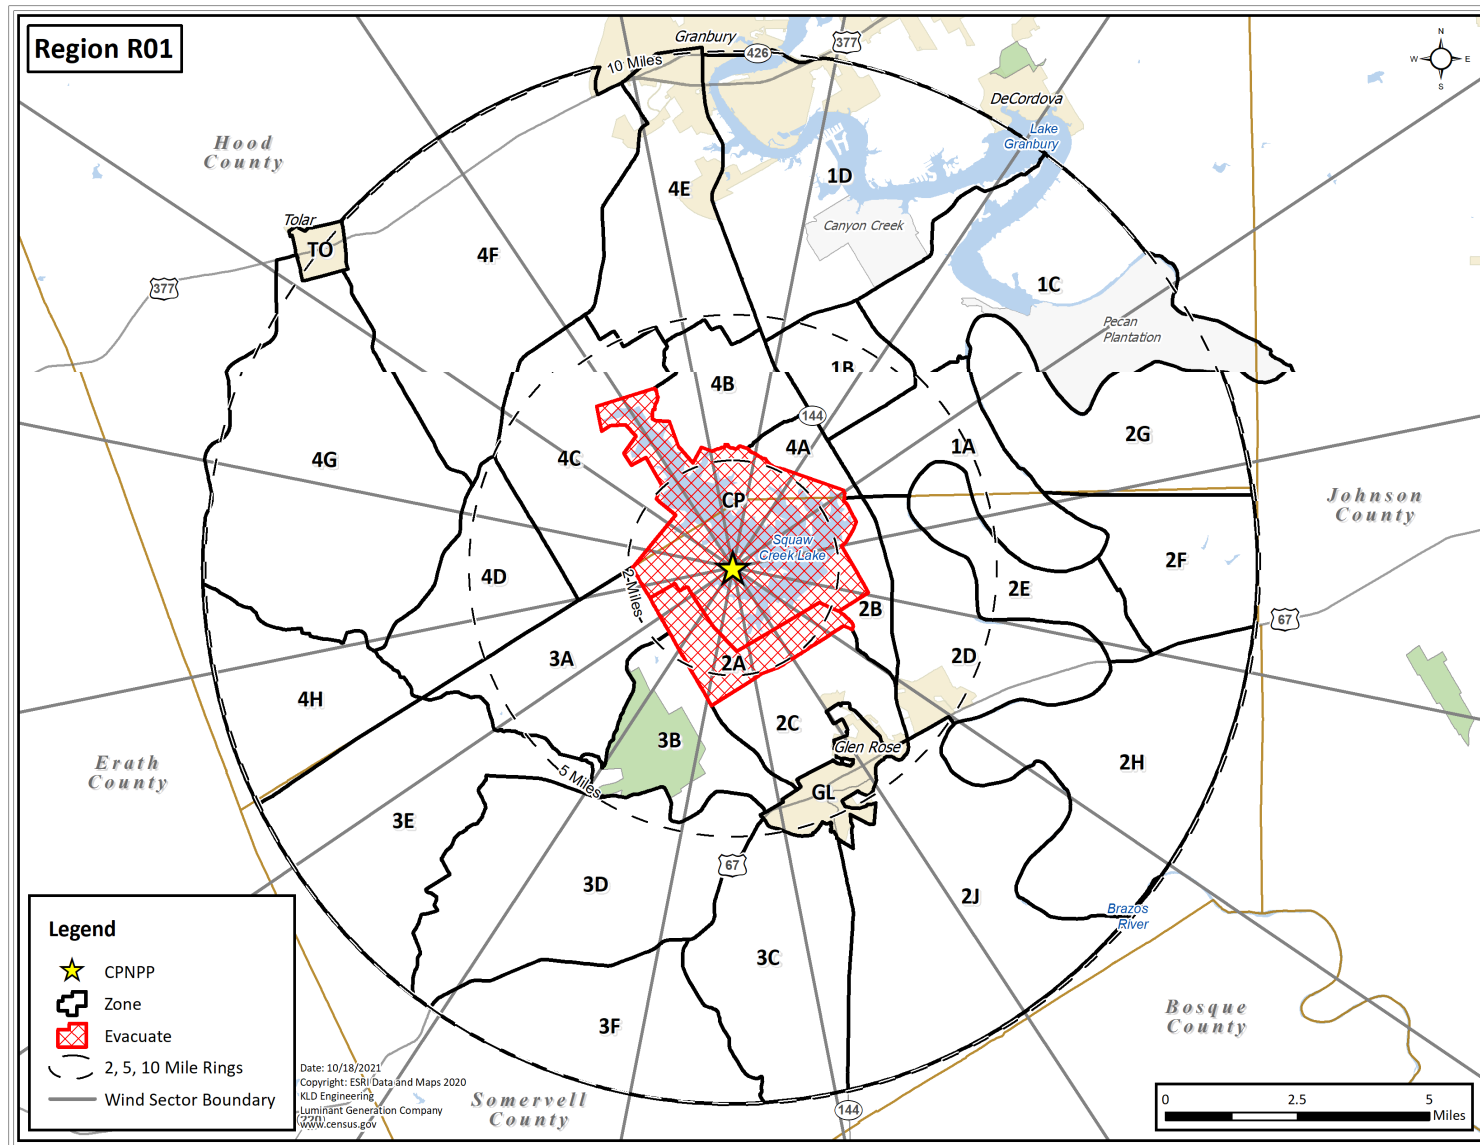 Region R01
Granbury
10 Miles
426
377
N
W
E
S
DeCordova
Lake
Granbury
Hood
County
4E
1D
Tolar
TO
4F
Canyon Creek
377
1C
Pecan
Plantation
1B
4B
144
4A
1A
2G
4G
4C
CP
Johnson
County
Squaw
Creek Lake
2F
4D
2 Miles
2E
2B
67
3A
2A
2D
4H
2C
3B
Glen Rose
Erath
County
5 Miles
GL
2H
3E
67
3D
2J
Brazos
River
3C
Bosque
County
3F
Legend
CPNPP
Zone
Evacuate
2, 5, 10 Mile Rings
Wind Sector Boundary
Date: 10/18/2021
Copyright: ESRI Data and Maps 2020
KLD Engineering
Luminant Generation Company
www.census.gov
Somervell
County
144
0
2.5
5
Miles